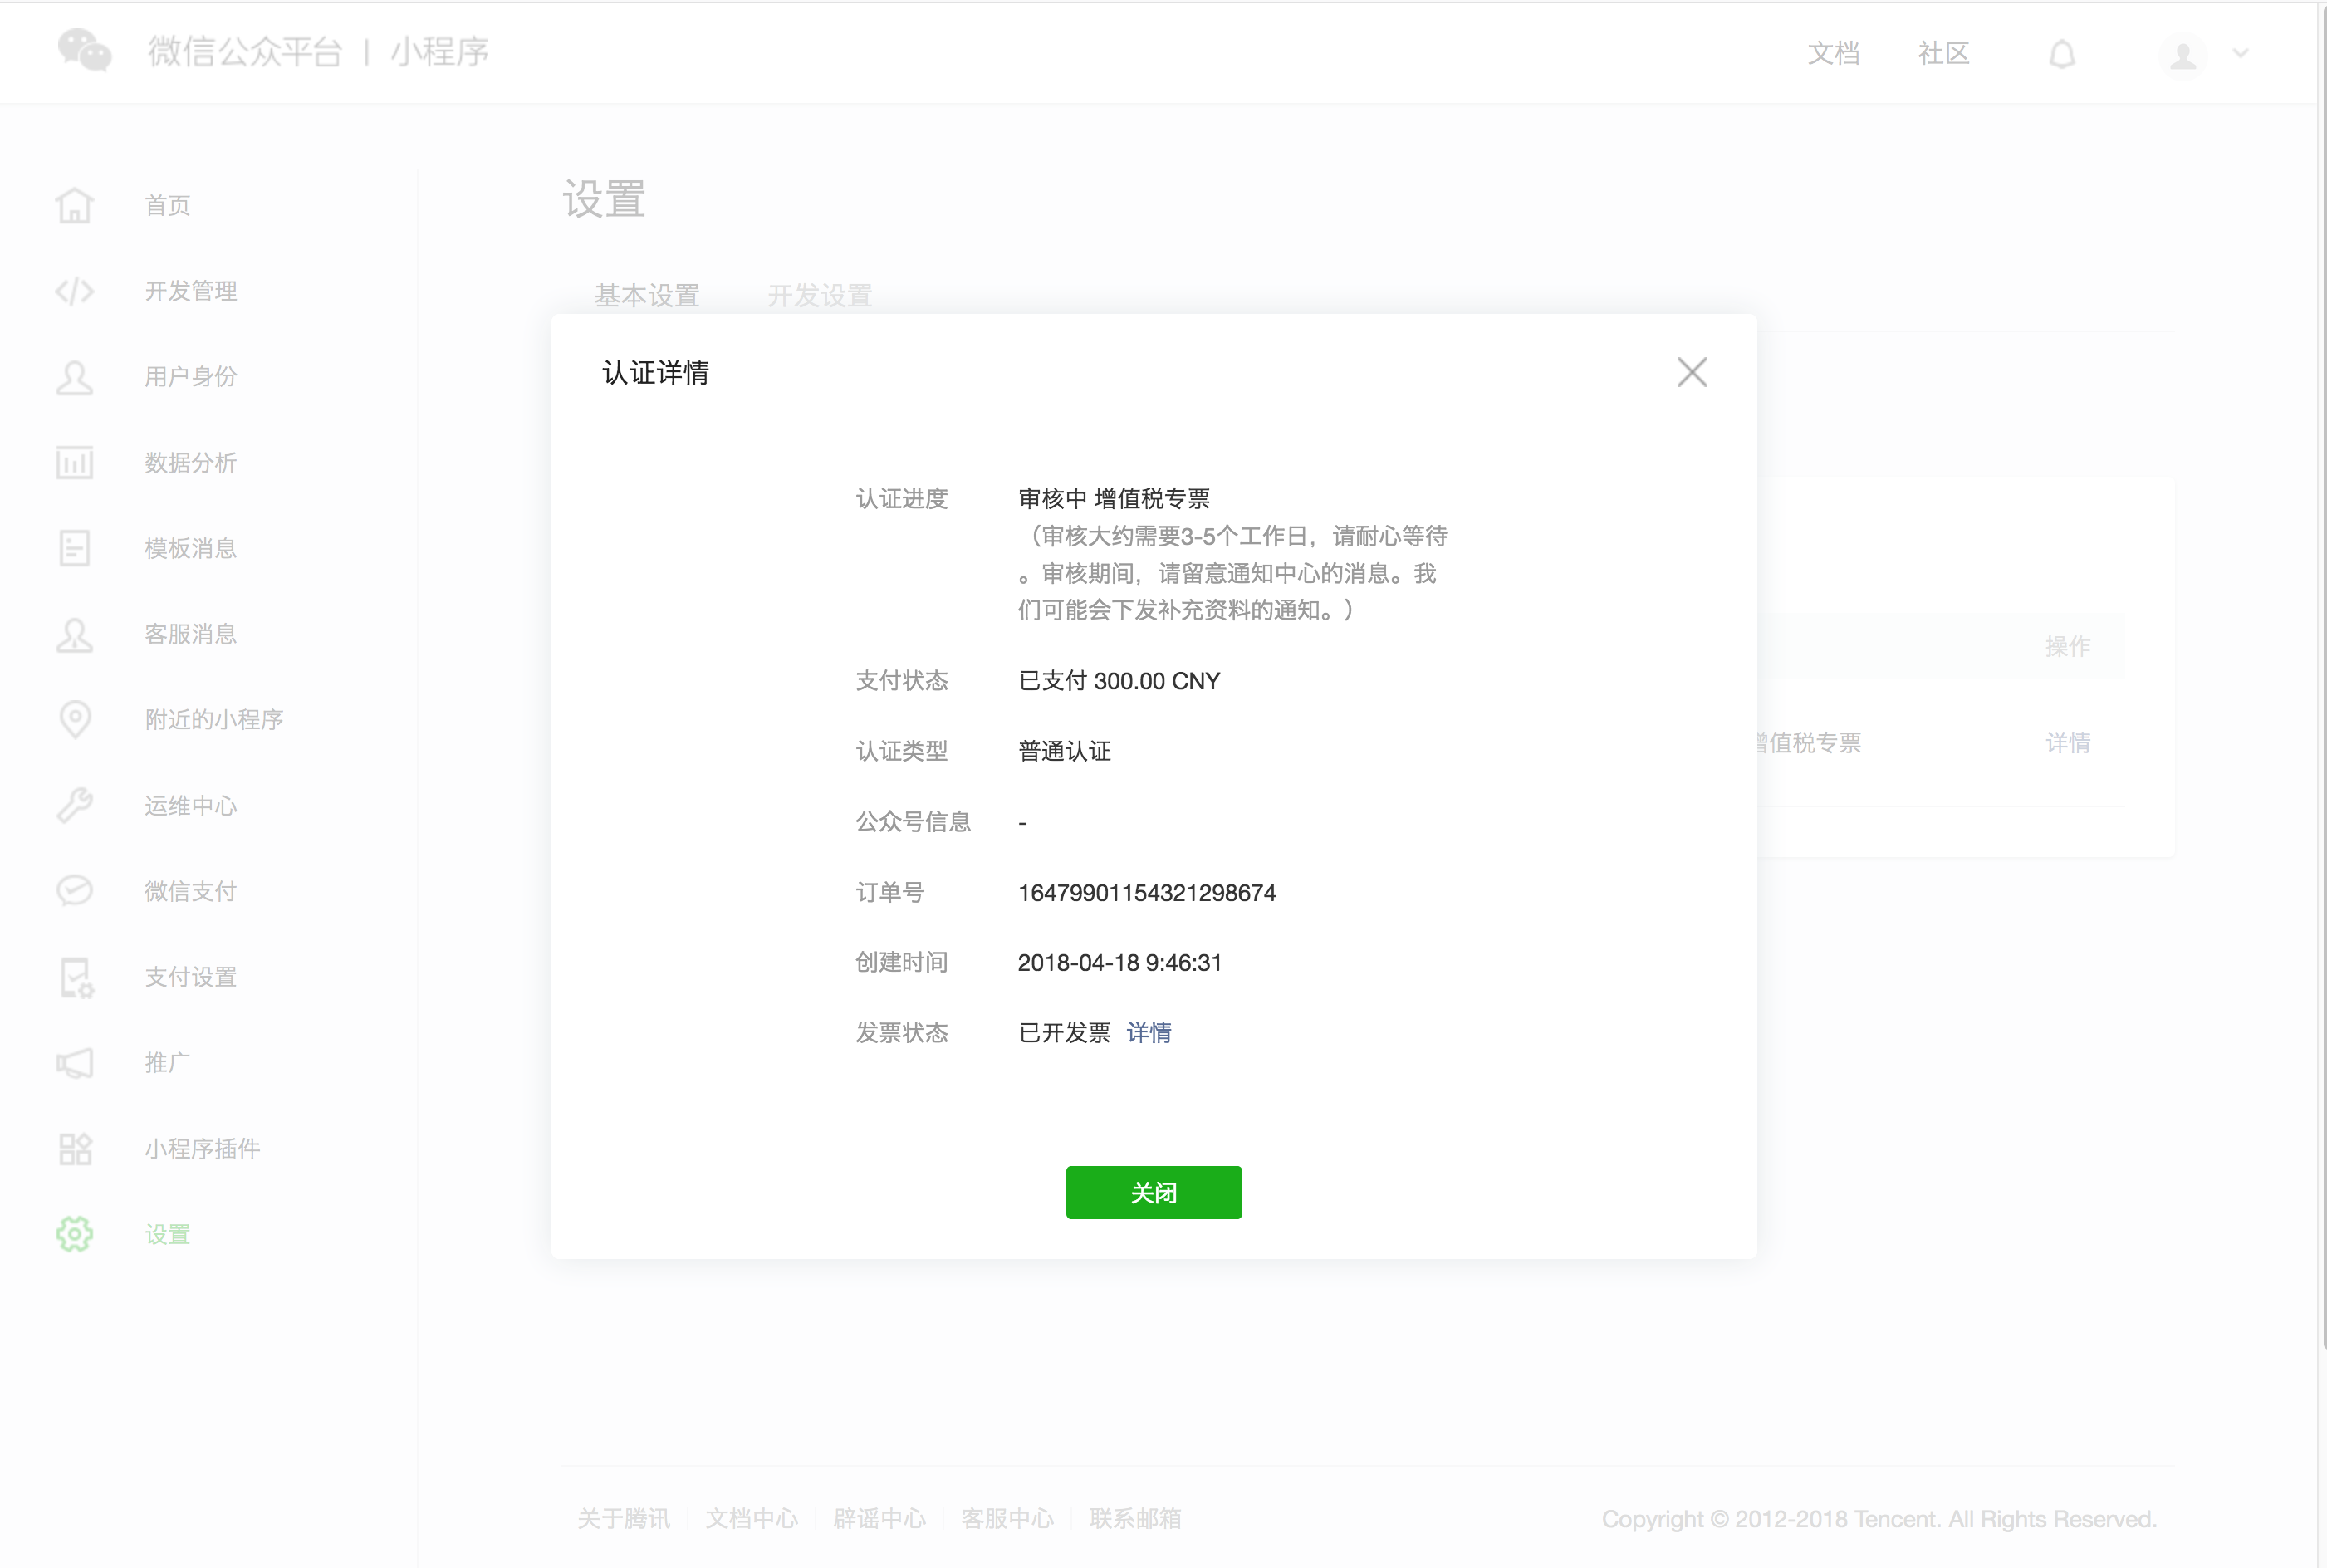 微信公众平台 | 小程序
文档 社区
首页
开发管理
用户身份
数据分析
模板消息
客服消息
附近的小程序
运维中心
微信支付
支付设置
推广
小程序插件
设置
设置
基本设置 开发设置
认证详情
认证进度 审核中 增值税专票
（审核大约需要3-5个工作日，请耐心等待
。审核期间，请留意通知中心的消息。我
们可能会下发补充资料的通知。）
支付状态 已支付 300.00 CNY
认证类型 普通认证
公众号信息 -
订单号 16479901154321298674
创建时间 2018-04-18 9:46:31
发票状态 已开发票 详情
关闭
操作
增值税专票 详情
关于腾讯 文档中心 辟谣中心 客服中心 联系邮箱
Copyright © 2012-2018 Tencent. All Rights Reserved.